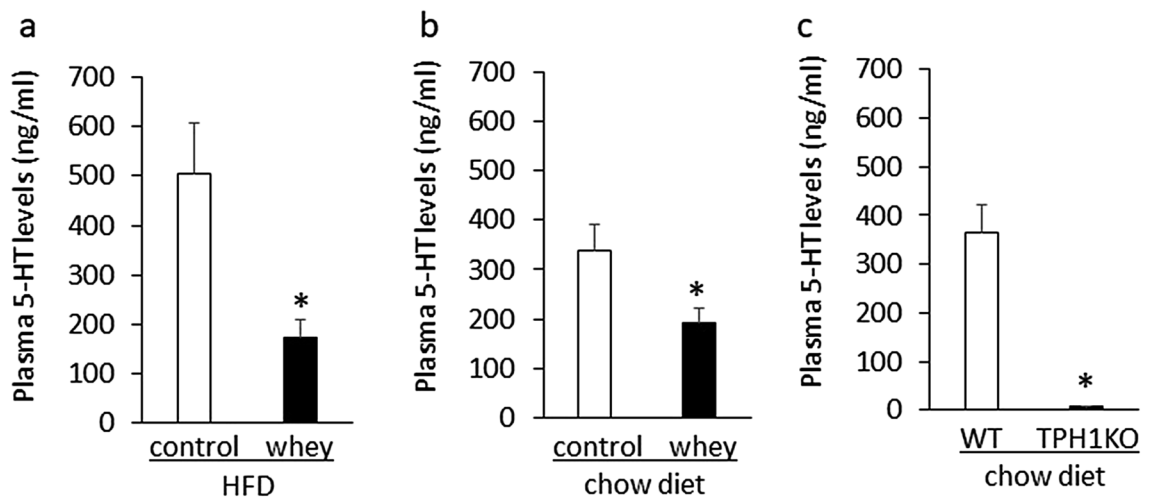 a
Plasma 5-HT levels (ng/ml)
700
600
500
400
300
200
100
0
*
control whey
HFD
b
Plasma 5-HT levels (ng/ml)
700
600
500
400
300
200
100
0
*
control whey
chow diet
c
Plasma 5-HT levels (ng/ml)
700
600
500
400
300
200
100
0
*
WT TPH1KO
chow diet